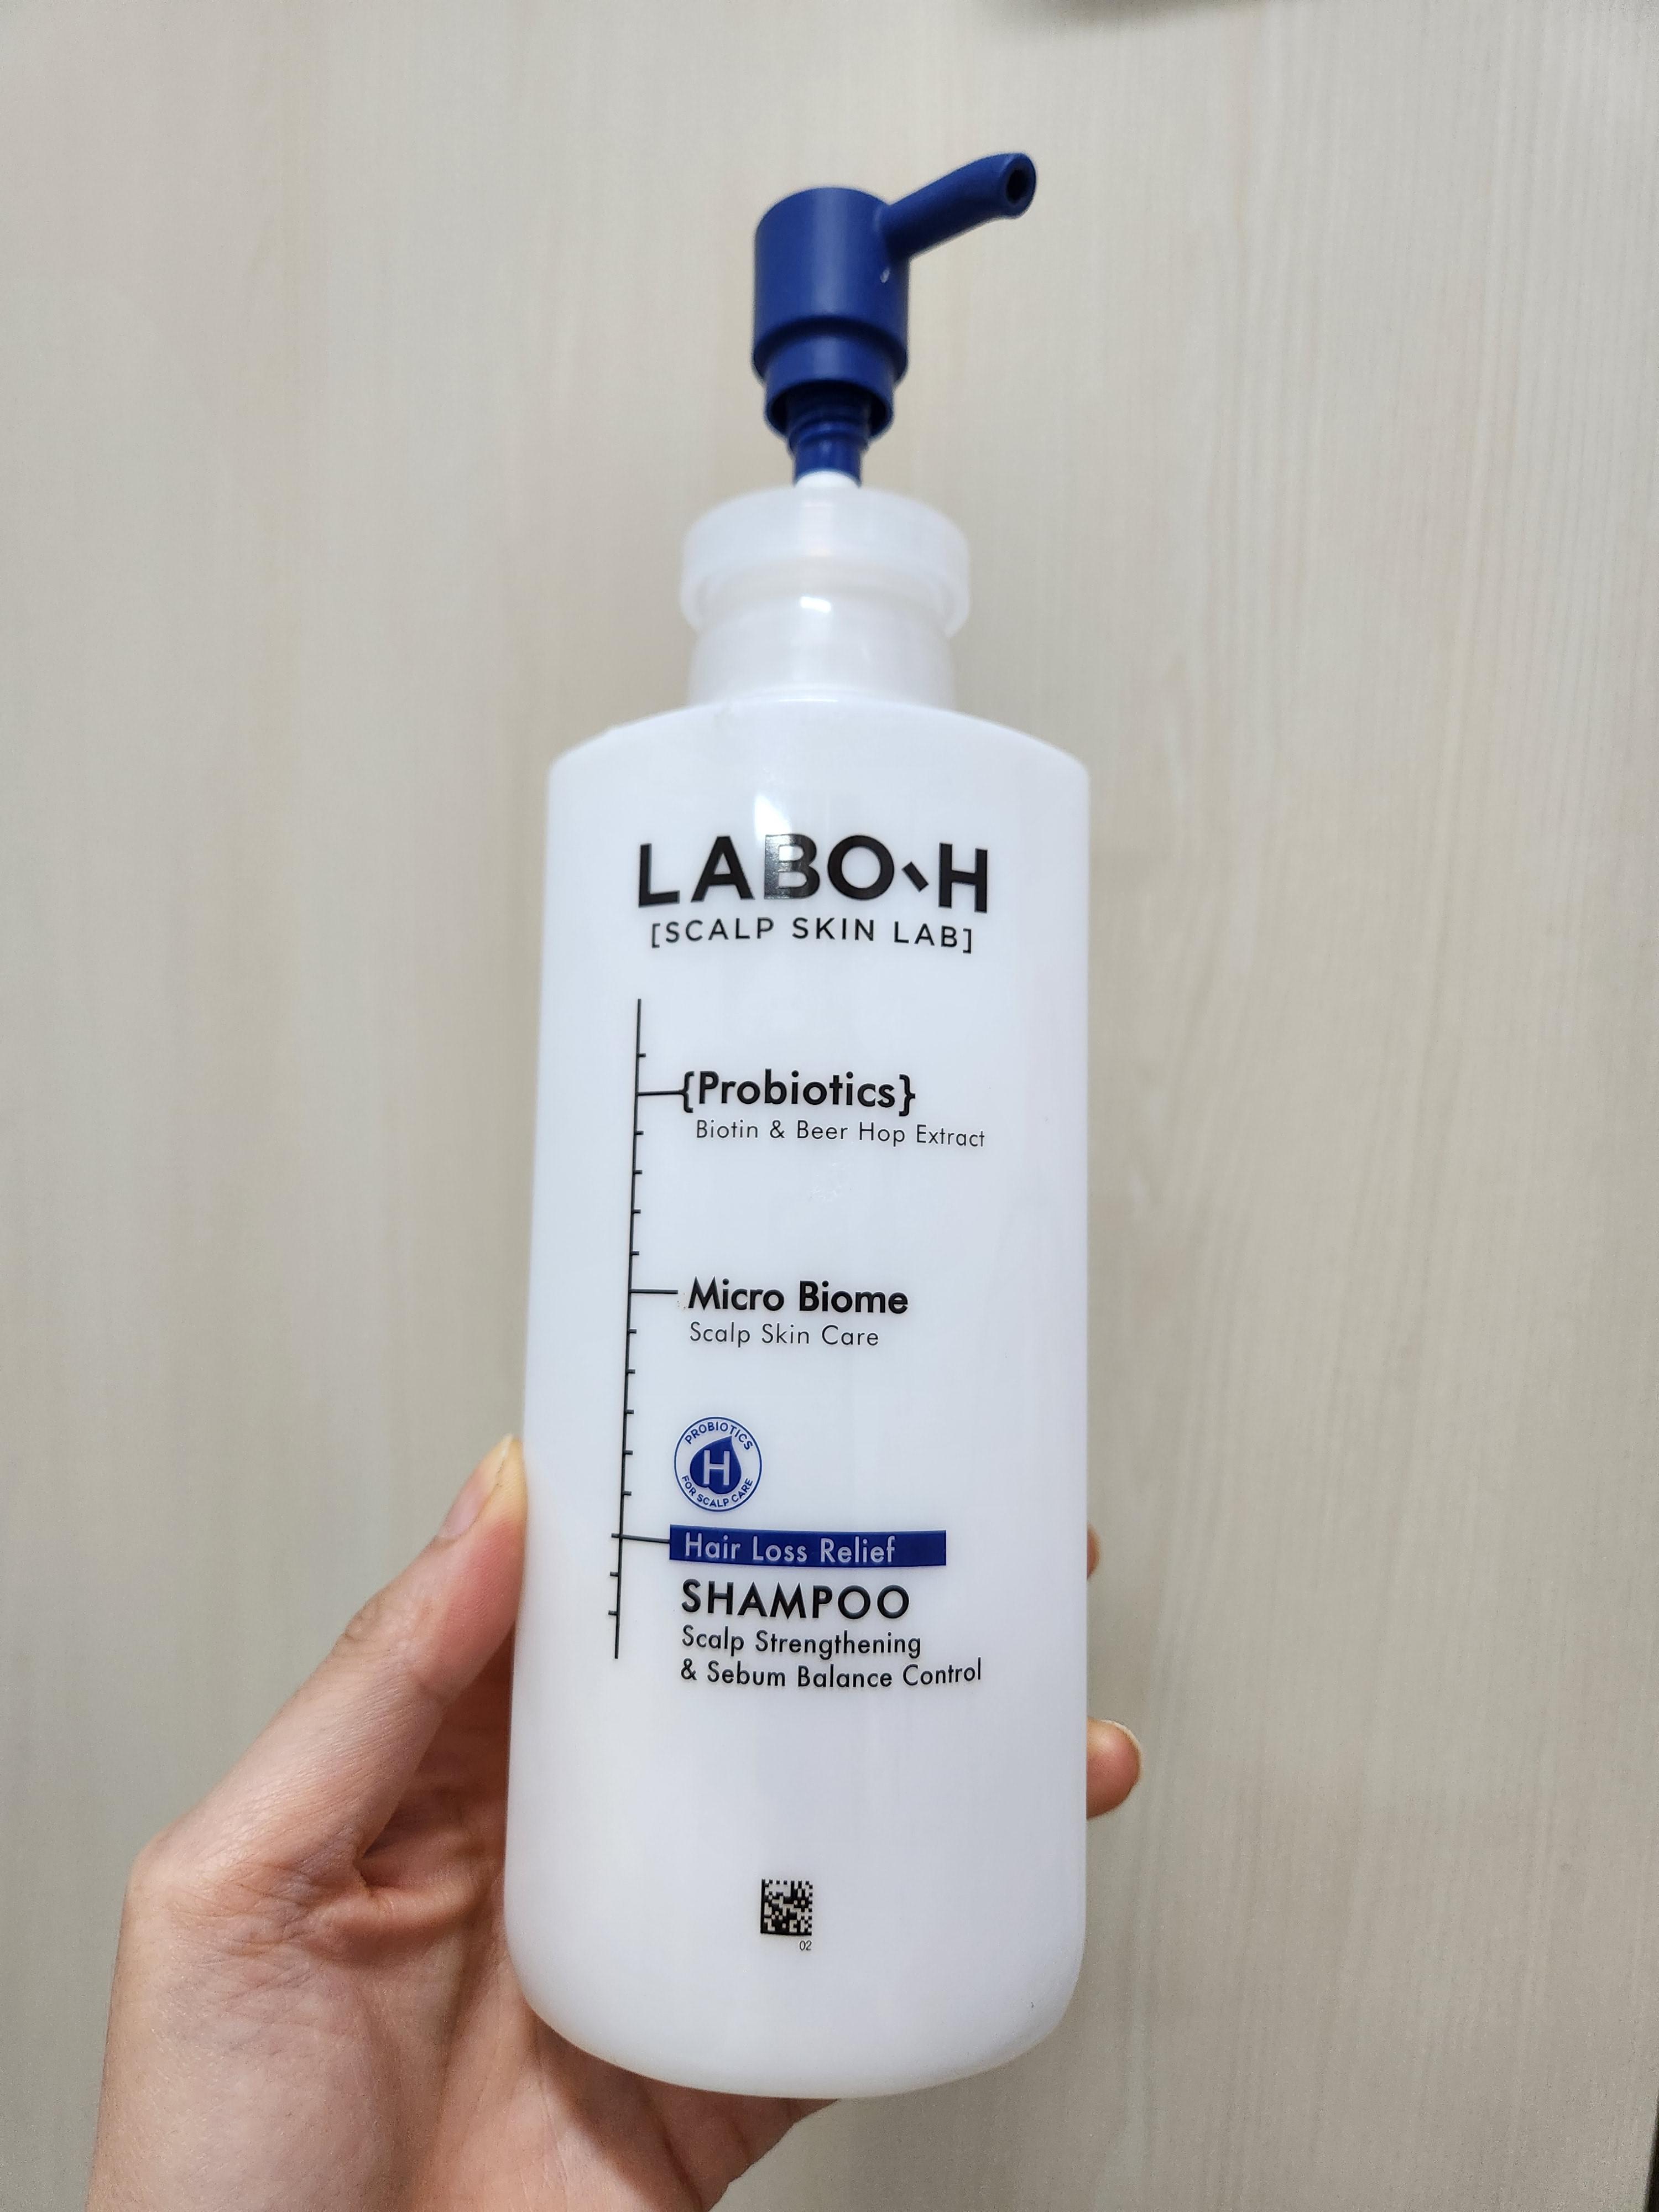 LABO-H
[SCALP SKIN LAB]
{Probiotics}
Biotin & Beer Hop Extract
Micro Biome
Scalp Skin Care
PROBIOTICS
H
FOR SCALP CARE
Hair Loss Relief
SHAMPOO
Scalp Strengthening
& Sebum Balance Control
02